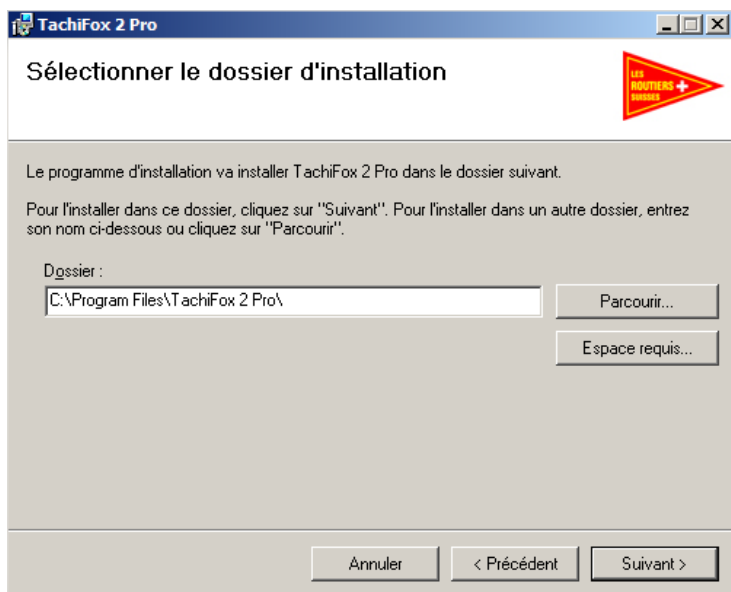 TachiFox 2 Pro
Sélectionner le dossier d'installation
LES
ROUTIERS
SUISSES
Le programme d'installation va installer TachiFox 2 Pro dans le dossier suivant.
Pour l'installer dans ce dossier, cliquez sur "Suivant". Pour l'installer dans un autre dossier, entrez
son nom ci-dessous ou cliquez sur "Parcourir".
Dossier :
C:\Program Files\TachiFox 2 Pro\
Parcourir...
Espace requis...
Annuler
< Précédent
Suivant >